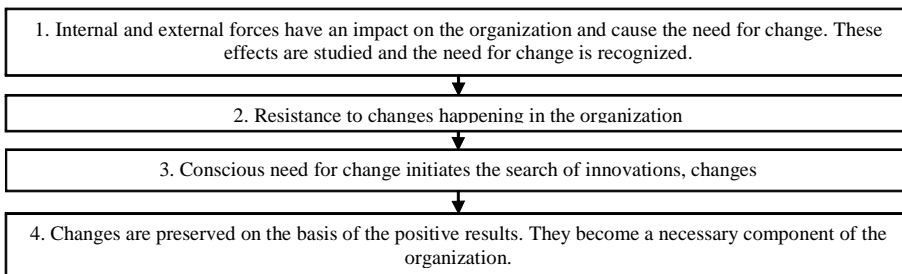 1. Internal and external forces have an impact on the organization and cause the need for change. These
effects are studied and the need for change is recognized.
2. Resistance to changes happening in the organization
3. Conscious need for change initiates the search of innovations, changes
4. Changes are preserved on the basis of the positive results. They become a necessary component of the
organization.